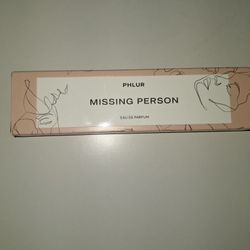 PHLUR
MISSING PERSON
EAU DE PARFUM